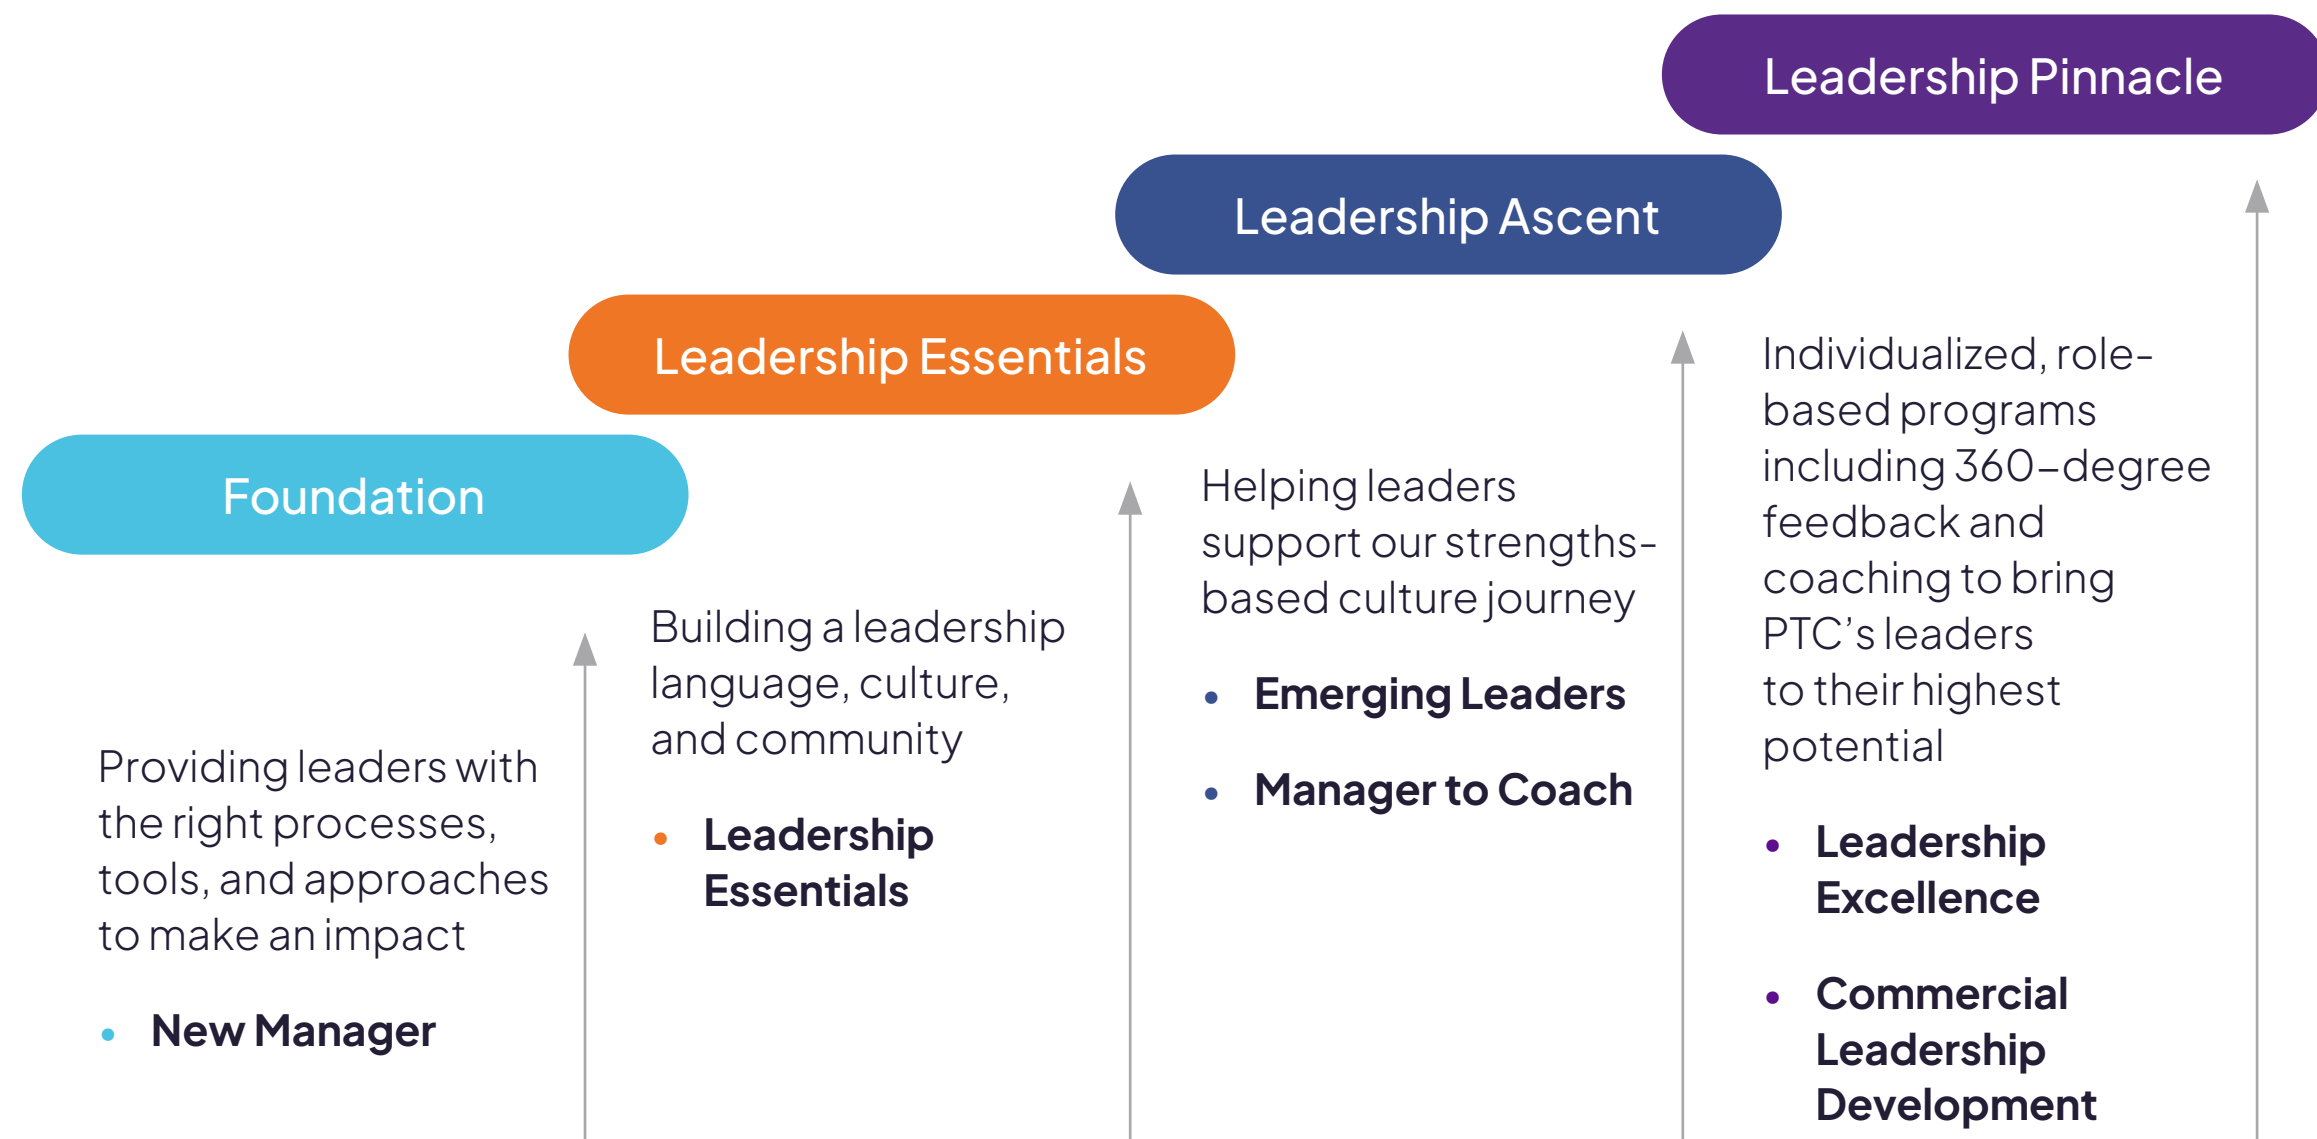 Leadership Pinnacle
Leadership Ascent
Leadership Essentials
Foundation
Providing leaders with
the right processes,
tools, and approaches
to make an impact
• New Manager
Building a leadership
language, culture,
and community
• Leadership
Essentials
Helping leaders
support our strengths-
based culture journey
• Emerging Leaders
• Manager to Coach
Individualized, role-
based programs
including 360–degree
feedback and
coaching to bring
PTC’s leaders
to their highest
potential
• Leadership
Excellence
• Commercial
Leadership
Development